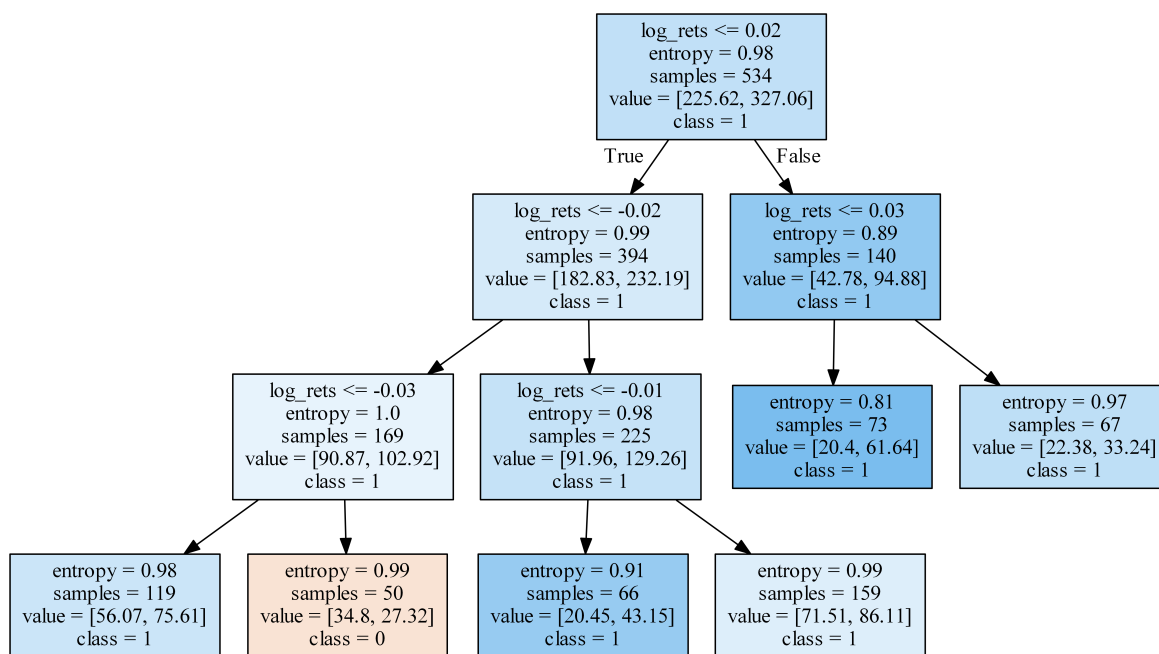 log_rets <= 0.02
entropy = 0.98
samples = 534
value = [225.62, 327.06]
class = 1
True
False
log_rets <= -0.02
entropy = 0.99
samples = 394
value = [182.83, 232.19]
class = 1
log_rets <= 0.03
entropy = 0.89
samples = 140
value = [42.78, 94.88]
class = 1
log_rets <= -0.03
entropy = 1.0
samples = 169
value = [90.87, 102.92]
class = 1
log_rets <= -0.01
entropy = 0.98
samples = 225
value = [91.96, 129.26]
class = 1
entropy = 0.81
samples = 73
value = [20.4, 61.64]
class = 1
entropy = 0.97
samples = 67
value = [22.38, 33.24]
class = 1
entropy = 0.98
samples = 119
value = [56.07, 75.61]
class = 1
entropy = 0.99
samples = 50
value = [34.8, 27.32]
class = 0
entropy = 0.91
samples = 66
value = [20.45, 43.15]
class = 1
entropy = 0.99
samples = 159
value = [71.51, 86.11]
class = 1